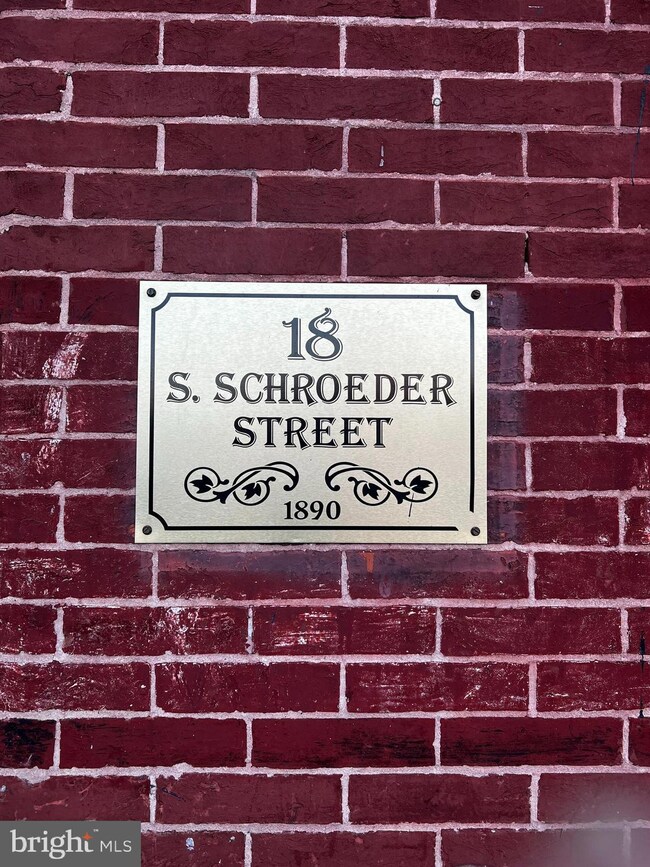 18
S. SCHROEDER
STREET
1890
bright MLS